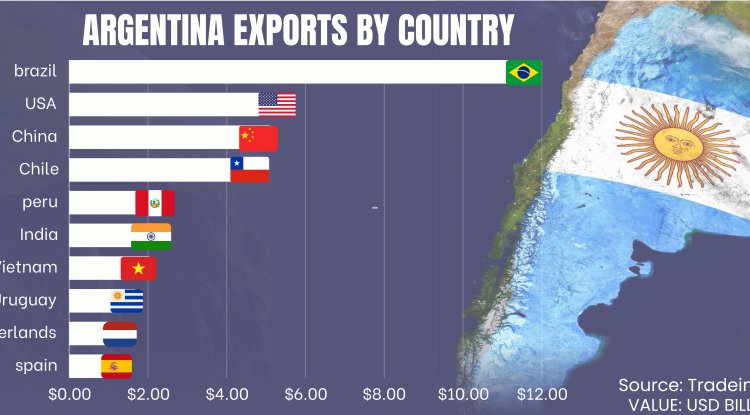 ARGENTINA EXPORTS BY COUNTRY
brazil
USA
China
Chile
peru
India
Vietnam
Uruguay
erlands
spain
$0.00 $2.00 $4.00 $6.00 $8.00 $10.00 $12.00
Source: Tradein
VALUE: USD BILL